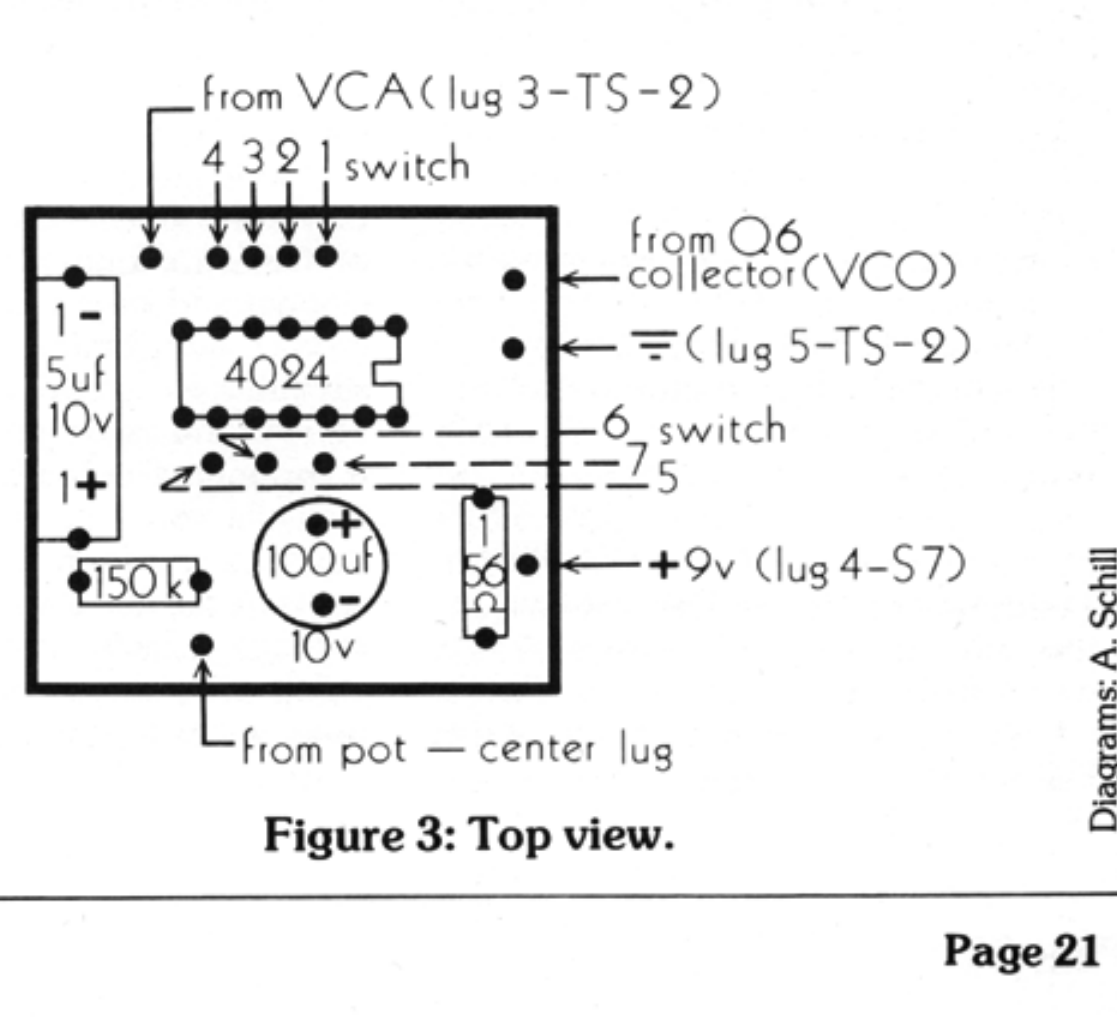 from VCA (lug 3-TS-2)
4 3 2 1 switch
from Q6
collector (VCO)
(lug 5-TS-2)
1 -
5uf
10v
1 +
4024
6 switch
7
5
+
100uf
-
10v
1
56
Ω
150k
+9v (lug 4-S7)
from pot — center lug
Diagrams: A. Schill
Figure 3: Top view.
Page 21